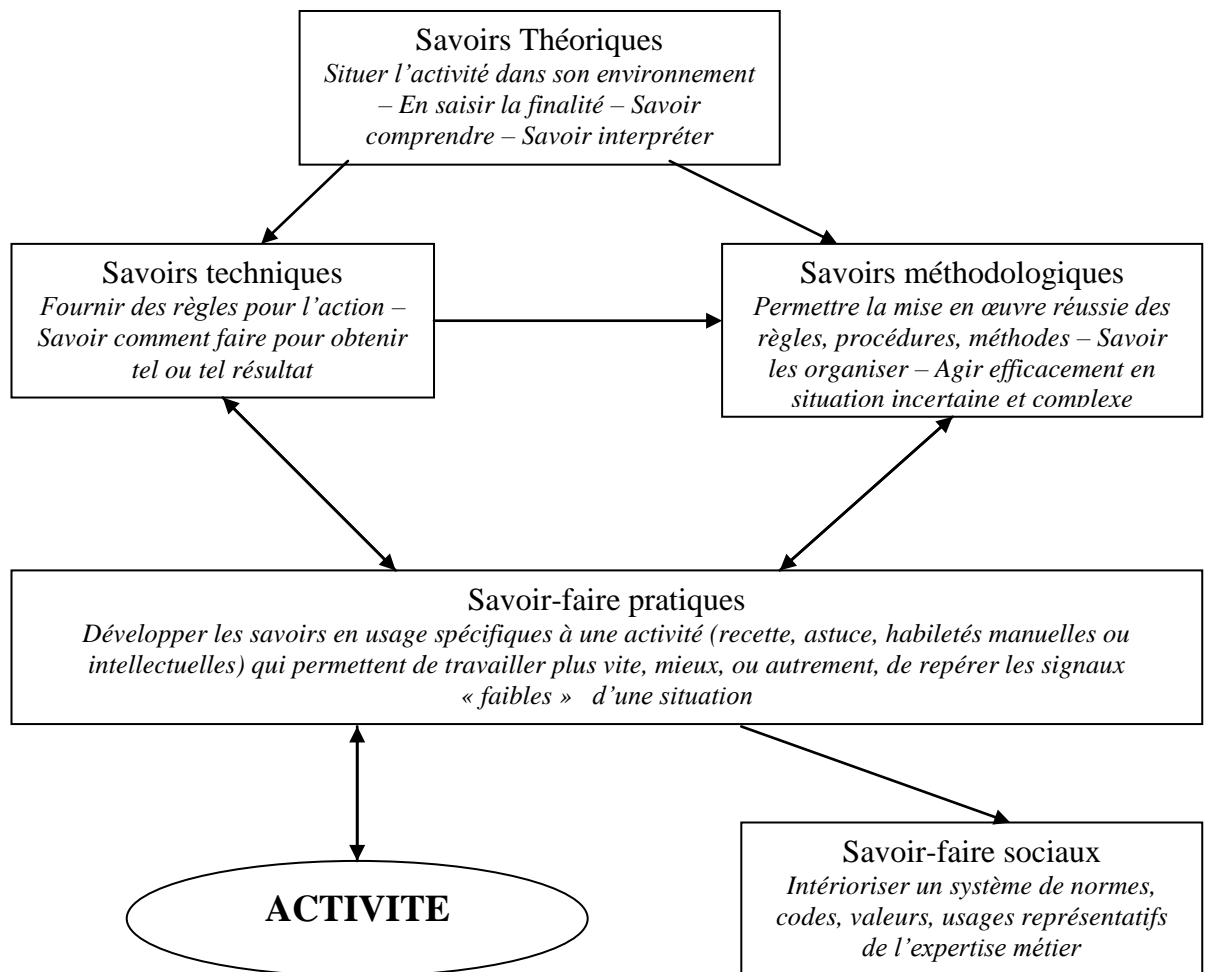 Savoirs Théoriques
Situer l’activité dans son environnement
– En saisir la finalité – Savoir
comprendre – Savoir interpréter
Savoirs techniques
Fournir des règles pour l’action –
Savoir comment faire pour obtenir
tel ou tel résultat
Savoirs méthodologiques
Permettre la mise en œuvre réussie des
règles, procédures, méthodes – Savoir
les organiser – Agir efficacement en
situation incertaine et complexe
Savoir-faire pratiques
Développer les savoirs en usage spécifiques à une activité (recette, astuce, habiletés manuelles ou
intellectuelles) qui permettent de travailler plus vite, mieux, ou autrement, de repérer les signaux
« faibles » d’une situation
ACTIVITE
Savoir-faire sociaux
Intérioriser un système de normes,
codes, valeurs, usages représentatifs
de l’expertise métier